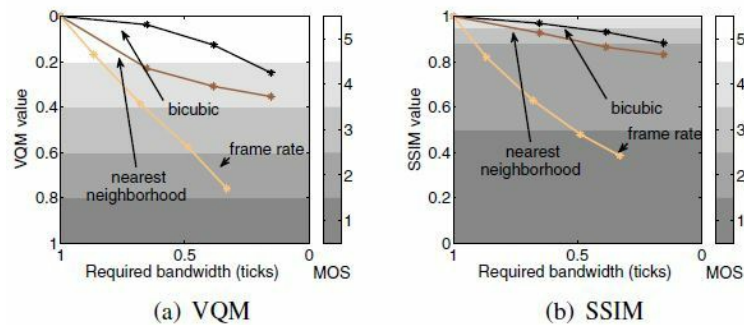 0
0.2
0.4
0.6
0.8
1
VQM value
bicubic
nearest
neighborhood
frame rate
1
0.5
0
Required bandwidth (ticks)
5
4
3
2
1
MOS
(a) VQM
1
0.8
0.6
0.4
0.2
0
SSIM value
bicubic
nearest
neighborhood
frame rate
1
0.5
0
Required bandwidth (ticks)
5
4
3
2
1
MOS
(b) SSIM